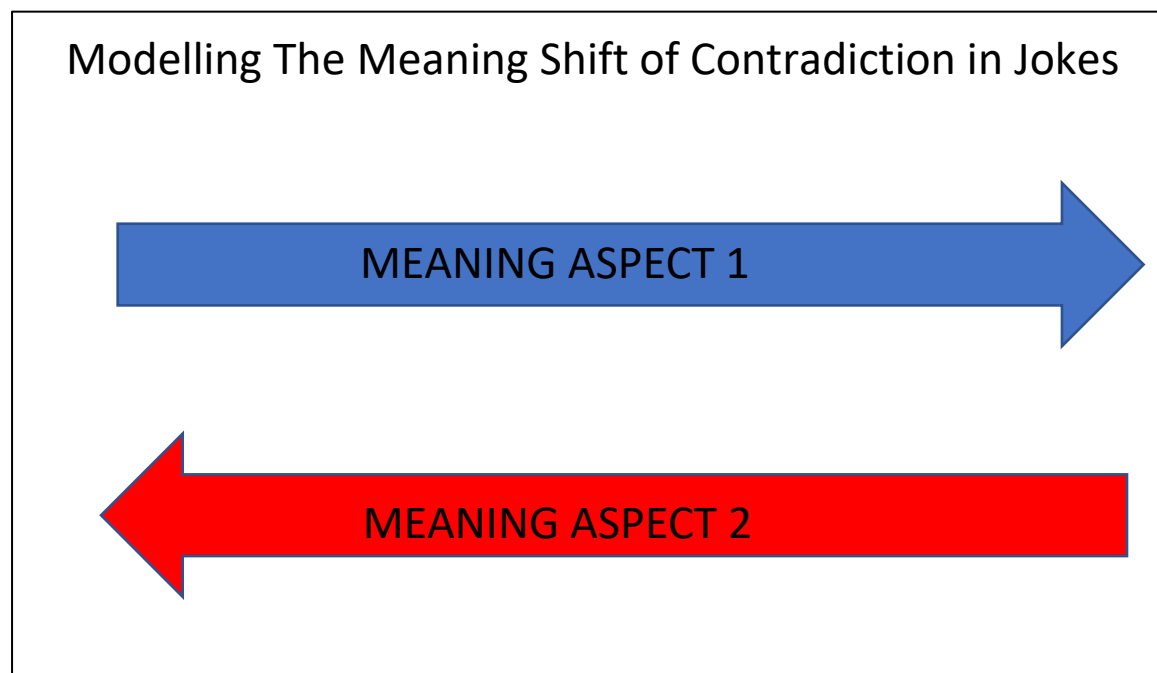 Modelling The Meaning Shift of Contradiction in Jokes
MEANING ASPECT 1
MEANING ASPECT 2